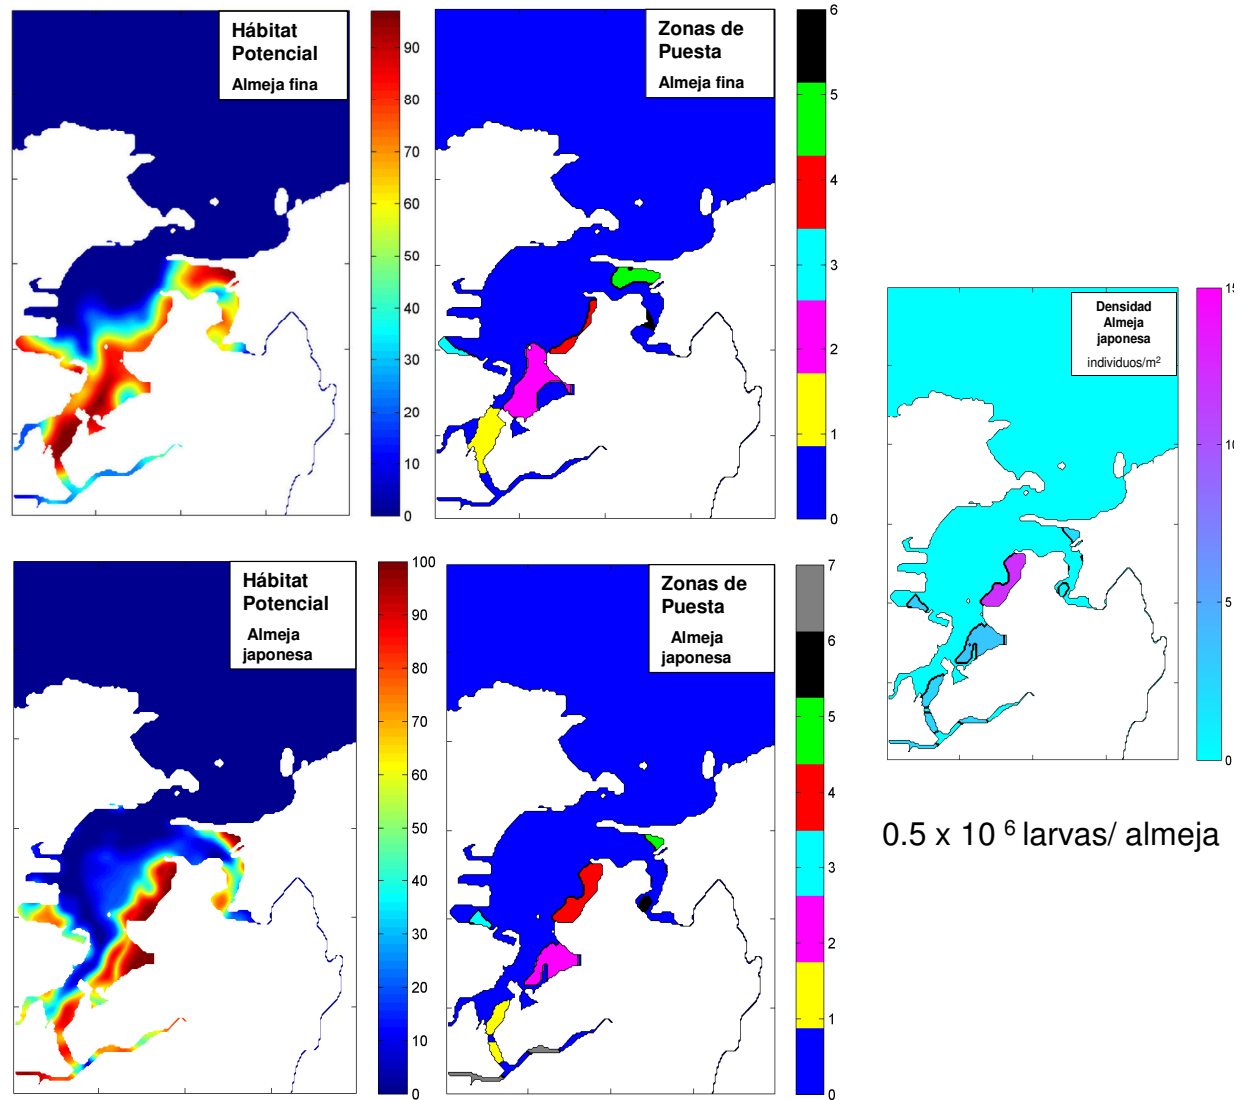 Hábitat
Potencial
Almeja fina
90
80
70
60
50
40
30
20
10
0
Zonas de
Puesta
Almeja fina
6
5
4
3
2
1
0
Hábitat
Potencial
Almeja
japonesa
100
90
80
70
60
50
40
30
20
10
0
Zonas de
Puesta
Almeja
japonesa
7
6
5
4
3
2
1
0
Densidad
Almeja
japonesa
individuos/m²
15
10
5
0
0.5 x 10 ⁶ larvas/ almeja